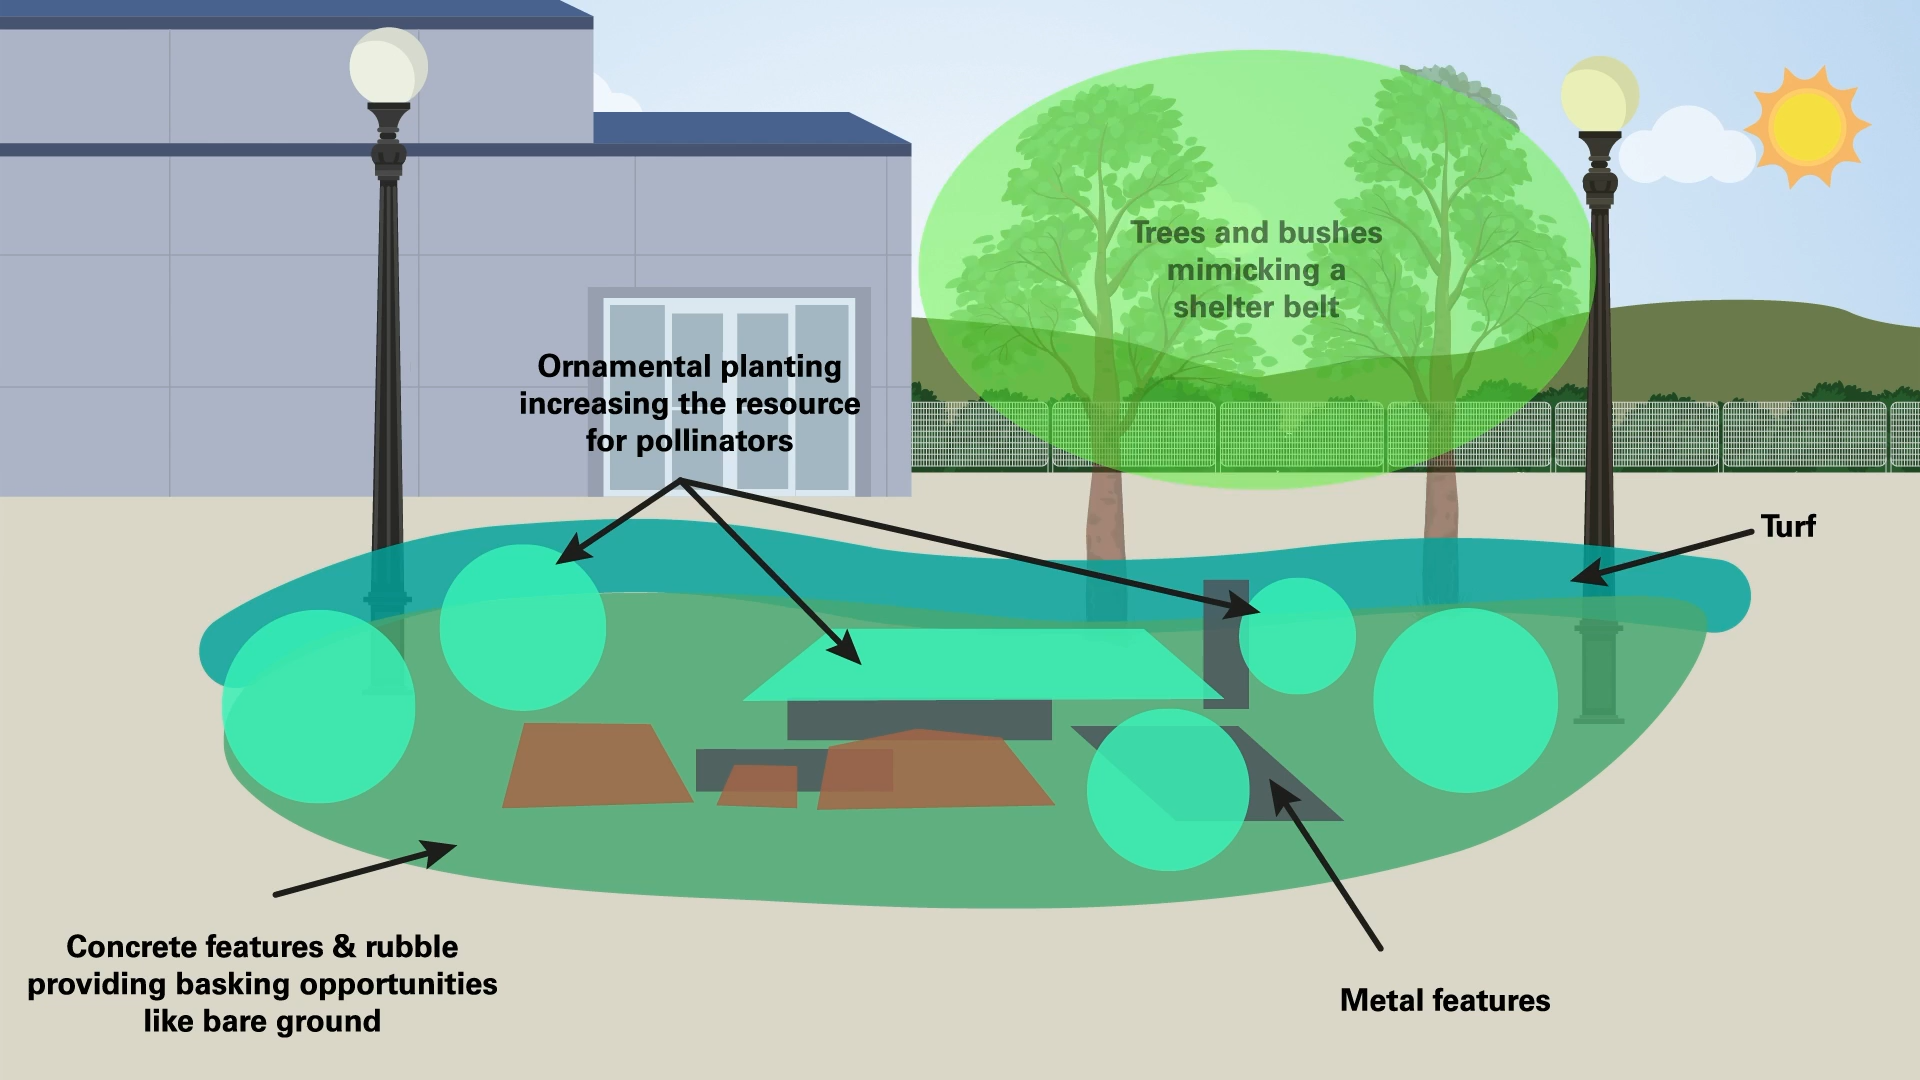 Trees and bushes
mimicking a
shelter belt
Ornamental planting
increasing the resource
for pollinators
Turf
Concrete features & rubble
providing basking opportunities
like bare ground
Metal features